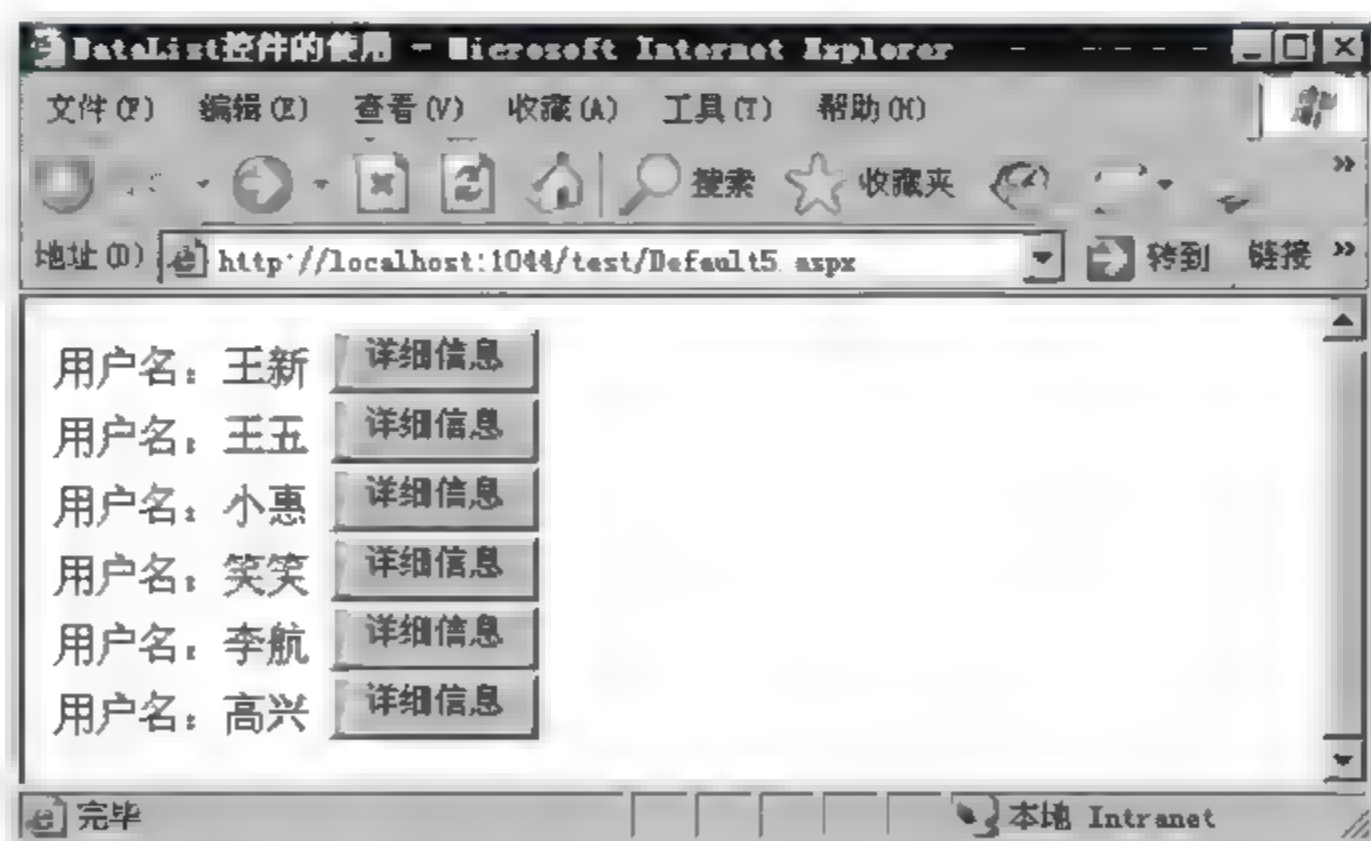 DataList控件的使用 - Microsoft Internet Explorer
文件(F) 编辑(E) 查看(V) 收藏(A) 工具(T) 帮助(H)
搜索 收藏夹 »
地址(D) http://localhost:1044/test/Default5.aspx 转到 链接 »
用户名：王新 详细信息
用户名：王五 详细信息
用户名：小惠 详细信息
用户名：笑笑 详细信息
用户名：李航 详细信息
用户名：高兴 详细信息
完毕 本地 Intranet